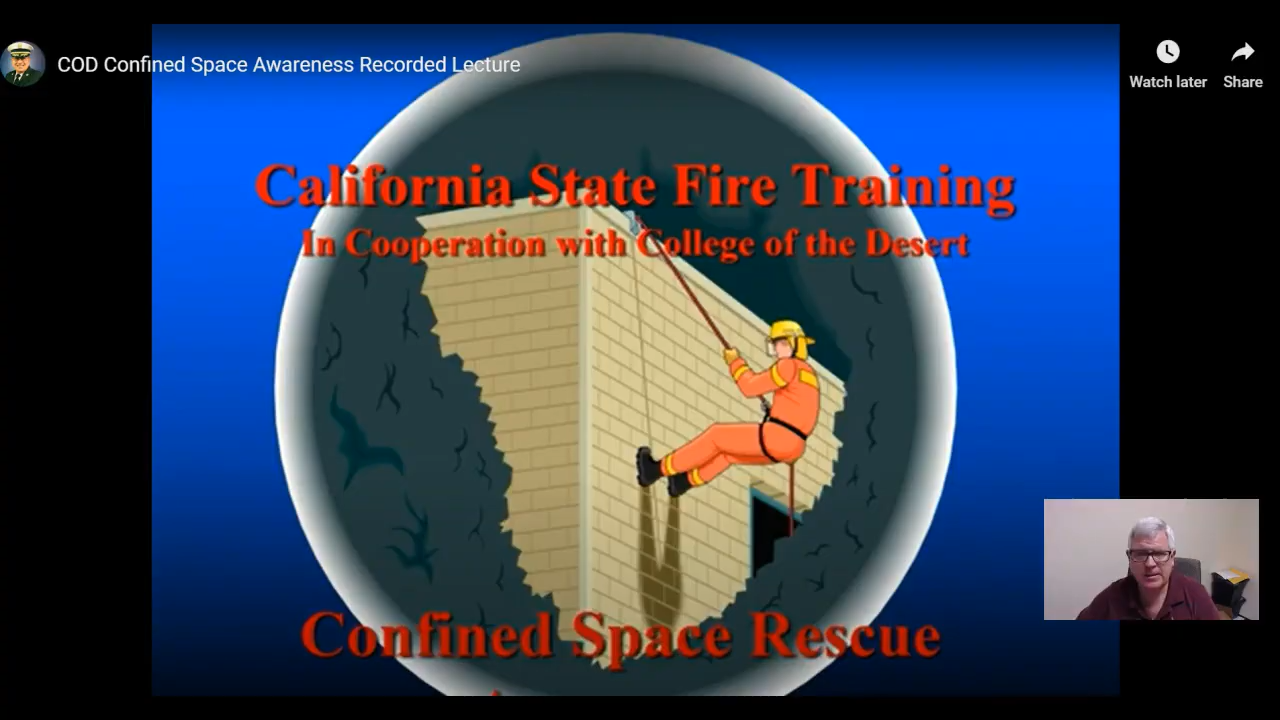 COD Confined Space Awareness Recorded Lecture
Watch later
Share
California State Fire Training
In Cooperation with College of the Desert
Confined Space Rescue